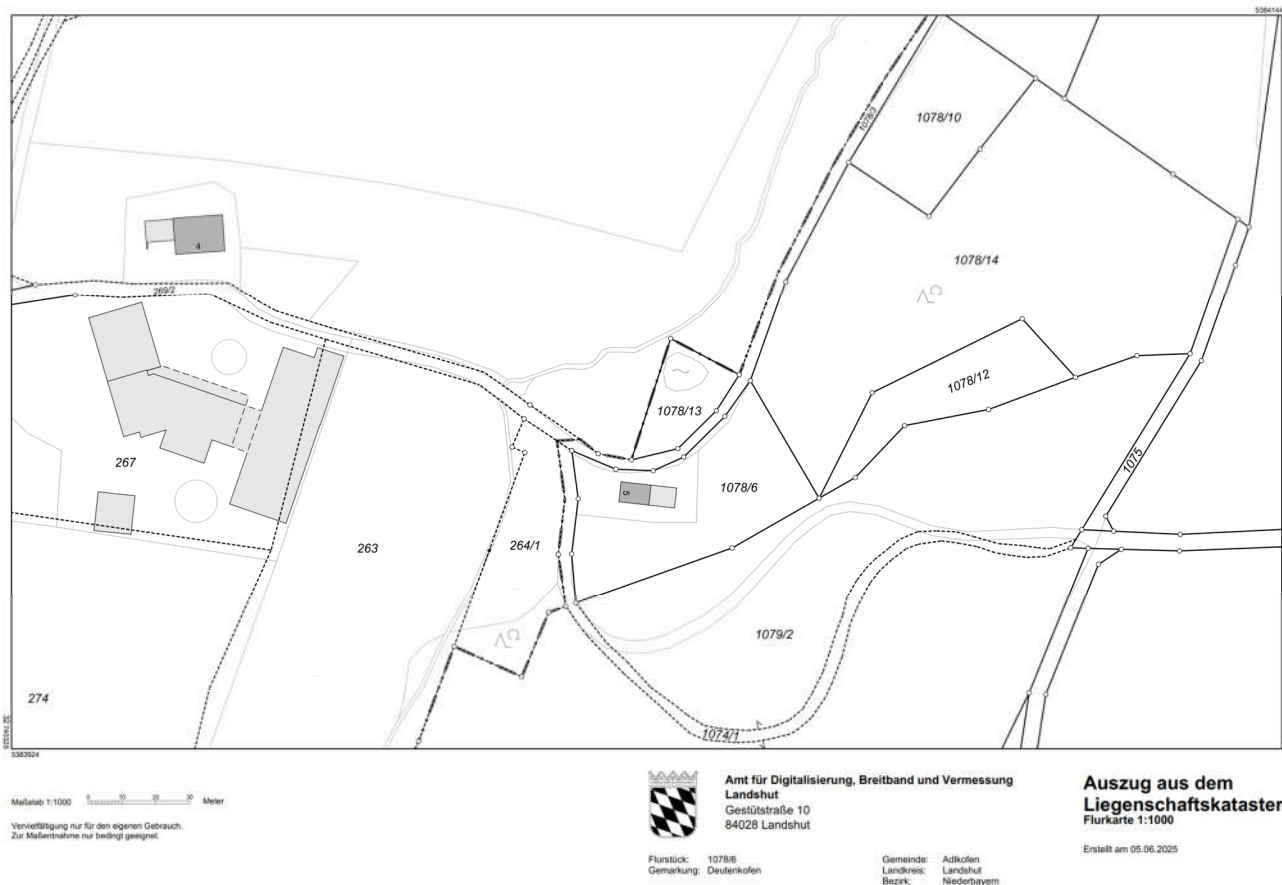 5384144
1078/10
1078/3
4
1078/14
269/2
1078/12
1078/13
267
1078/6
5
1075
263
264/1
1079/2
274
1074/1
32 740328
5383924
Maßstab 1:1000
0 10 20 30 Meter
Vervielfältigung nur für den eigenen Gebrauch.
Zur Maßentnahme nur bedingt geeignet.
Amt für Digitalisierung, Breitband und Vermessung
Landshut
Gestütstraße 10
84028 Landshut
Flurstück: 1078/6
Gemarkung: Deutenkofen
Gemeinde: Adlkofen
Landkreis: Landshut
Bezirk: Niederbayern
Auszug aus dem
Liegenschaftskataster
Flurkarte 1:1000
Erstellt am 05.06.2025